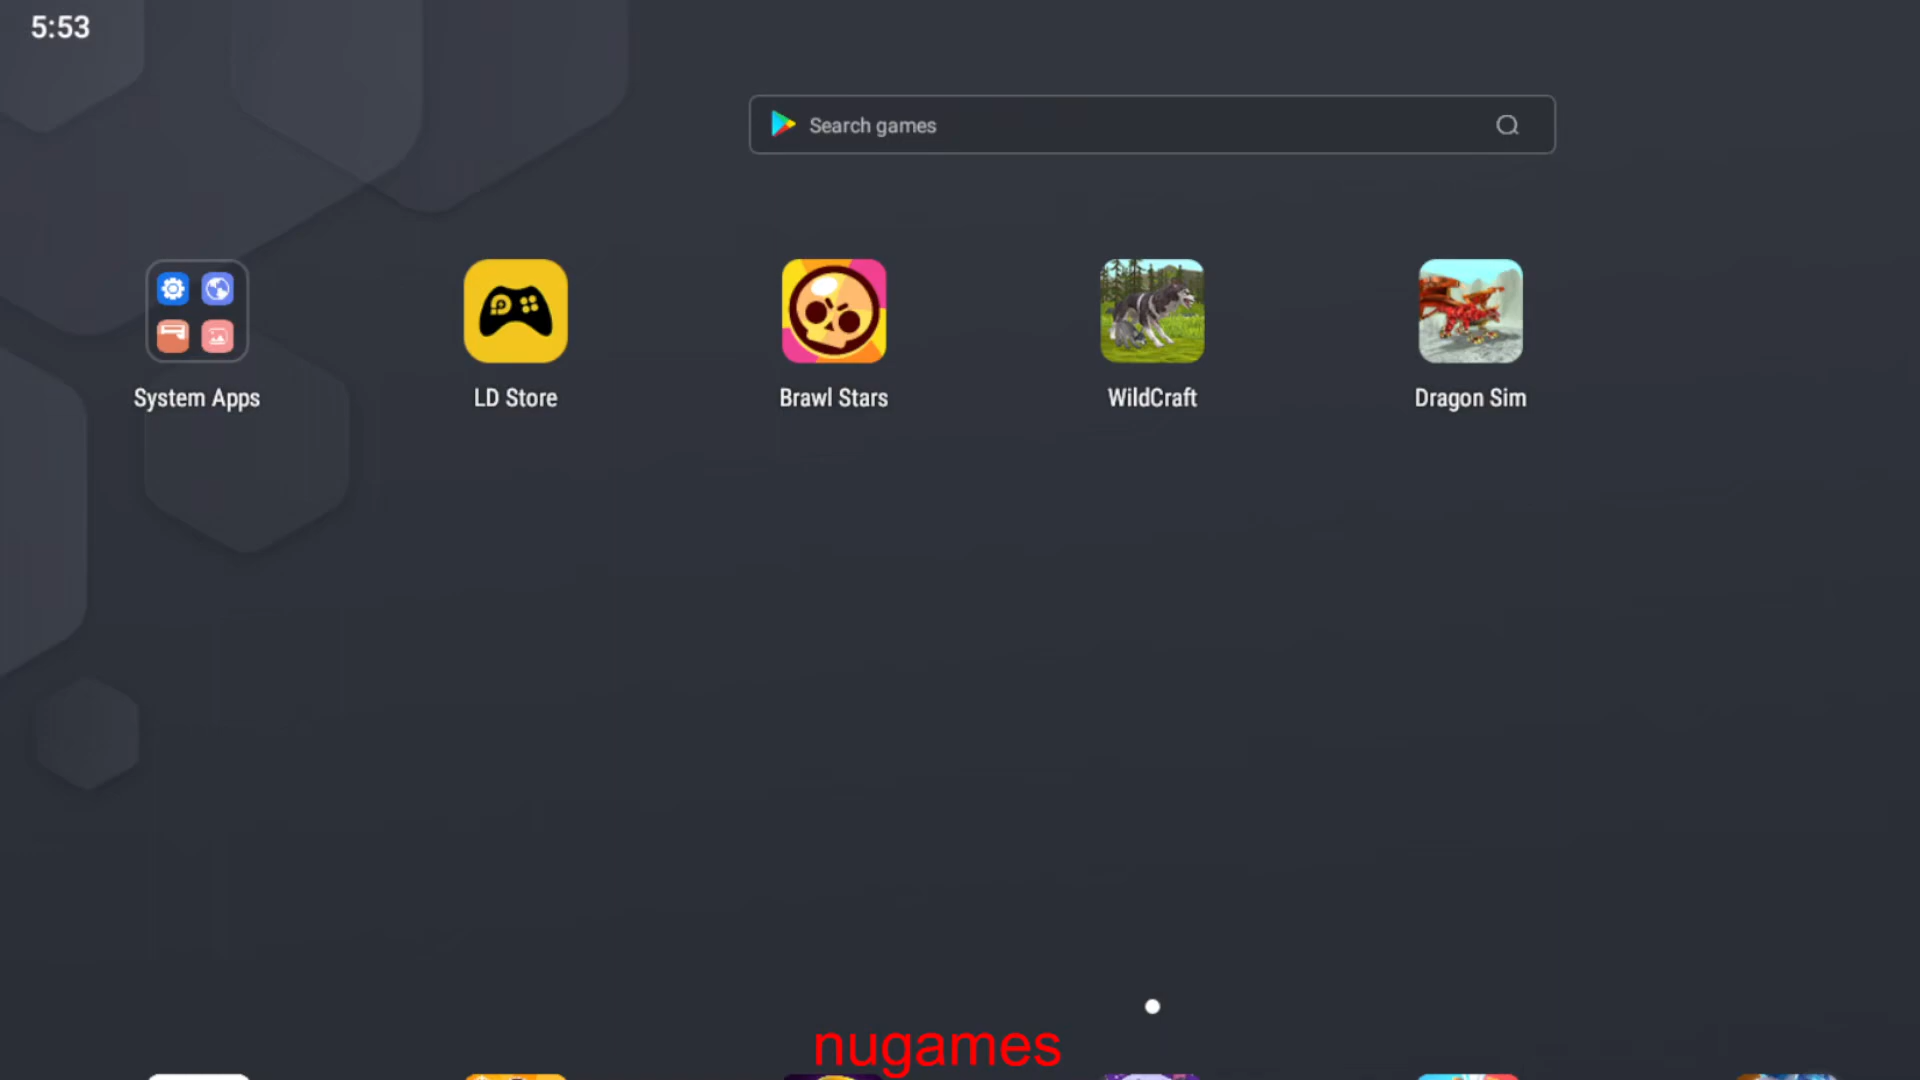 5:53
Search games
System Apps
LD Store
Brawl Stars
WildCraft
Dragon Sim
nugames